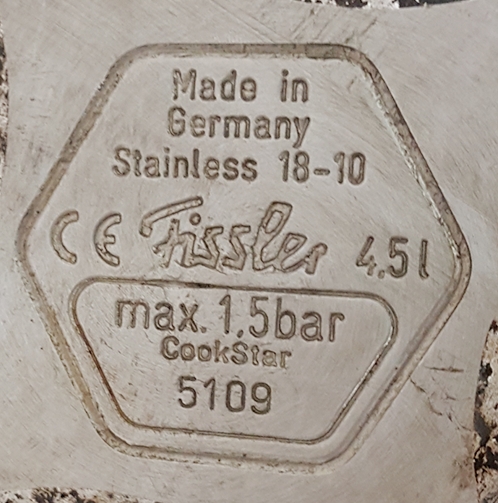 Made in
Germany
Stainless 18-10
CE Fissler 4.5l
max. 1,5bar
CookStar
5109